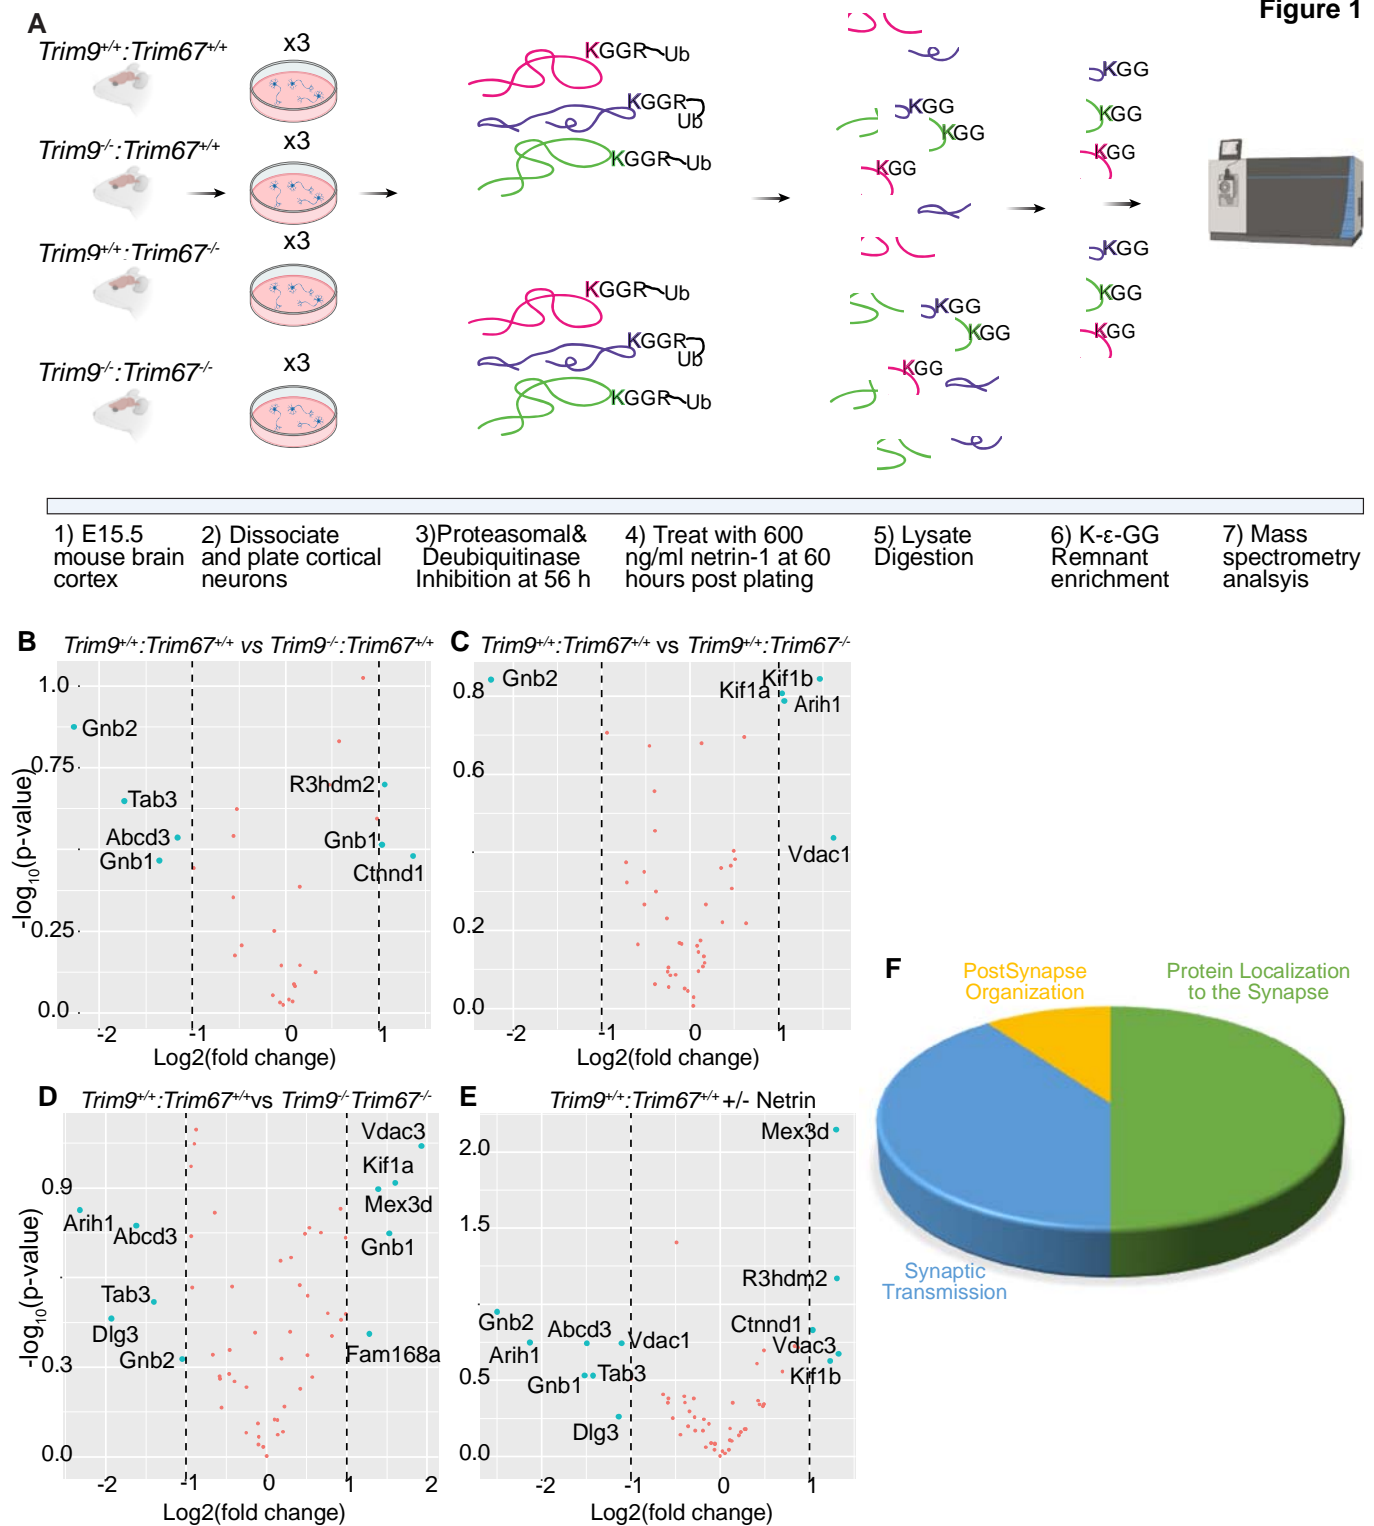 Figure 1
A
Trim9+/+:Trim67+/+
x3
Trim9-/-:Trim67+/+
x3
Trim9+/+:Trim67-/-
x3
Trim9-/-:Trim67-/-
x3
KGGR Ub
KGGR
Ub
KGGR Ub
KGGR Ub
KGGR
Ub
KGGR Ub
KGG
KGG
KGG
KGG
KGG
KGG
KGG
KGG
KGG
KGG
KGG
KGG
1) E15.5
mouse brain
cortex
2) Dissociate
and plate cortical
neurons
3)Proteasomal&
Deubiquitinase
Inhibition at 56 h
4) Treat with 600
ng/ml netrin-1 at 60
hours post plating
5) Lysate
Digestion
6) K-ε-GG
Remnant
enrichment
7) Mass
spectrometry
analsyis
B
Trim9+/+:Trim67+/+ vs Trim9-/-:Trim67+/+
-log10(p-value)
1.0
0.75
0.25
0.0
Gnb2
Tab3
Abcd3
Gnb1
R3hdm2
Gnb1
Cthnd1
-2 -1 0 1
Log2(fold change)
C
Trim9+/+:Trim67+/+ vs Trim9+/+:Trim67-/-
0.8
0.6
0.2
0.0
Gnb2
Kif1b
Kif1a
Arih1
Vdac1
-2 -1 0 1
Log2(fold change)
D
Trim9+/+:Trim67+/+vs Trim9-/-Trim67-/-
-log10(p-value)
0.9
0.3
0.0
Vdac3
Kif1a
Mex3d
Gnb1
Arih1
Abcd3
Tab3
Dlg3
Gnb2
Fam168a
-2 -1 0 1 2
Log2(fold change)
E
Trim9+/+:Trim67+/+ +/- Netrin
2.0
1.5
0.5
0.0
Mex3d
R3hdm2
Gnb2
Arih1
Abcd3
Vdac1
Ctnnd1
Vdac3
Gnb1
Tab3
Kif1b
Dlg3
-2 -1 0 1
Log2(fold change)
F
PostSynapse
Organization
Protein Localization
to the Synapse
Synaptic
Transmission